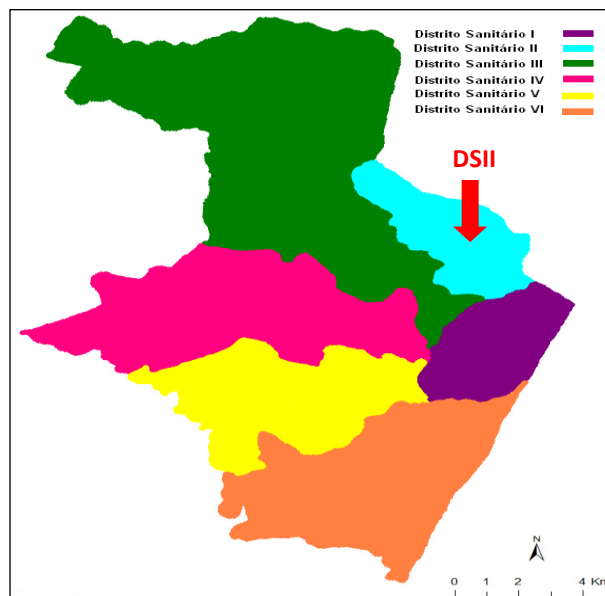 Distrito Sanitário I
Distrito Sanitário II
Distrito Sanitário III
Distrito Sanitário IV
Distrito Sanitário V
Distrito Sanitário VI
DSII
N
0 1 2 4 Km